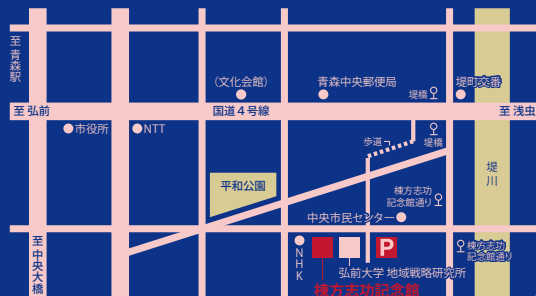 至青森駅
(文化会館)
青森中央郵便局
堤町交番
堤橋
至 弘前
国道4号線
至 浅虫
市役所
NTT
歩道
堤橋
堤川
平和公園
棟方志功
記念館通り
中央市民センター
至中央大橋
NHK
P
棟方志功
記念館通り
弘前大学 地域戦略研究所
棟方志功記念館